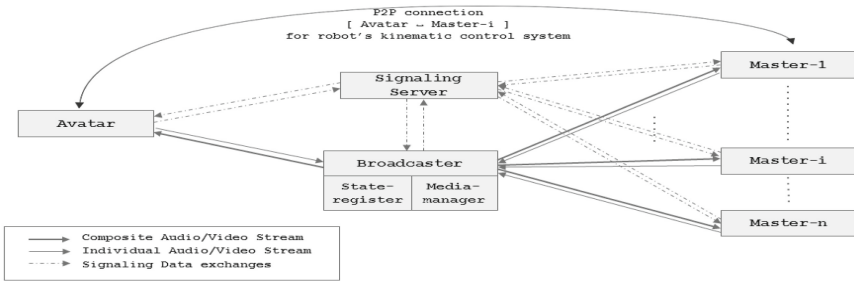 P2P connection
[ Avatar ↔ Master-i ]
for robot's kinematic control system
Signaling
Server
Master-1
Avatar
Broadcaster
State-
register
Media-
manager
Master-i
Master-n
Composite Audio/Video Stream
Individual Audio/Video Stream
Signaling Data exchanges